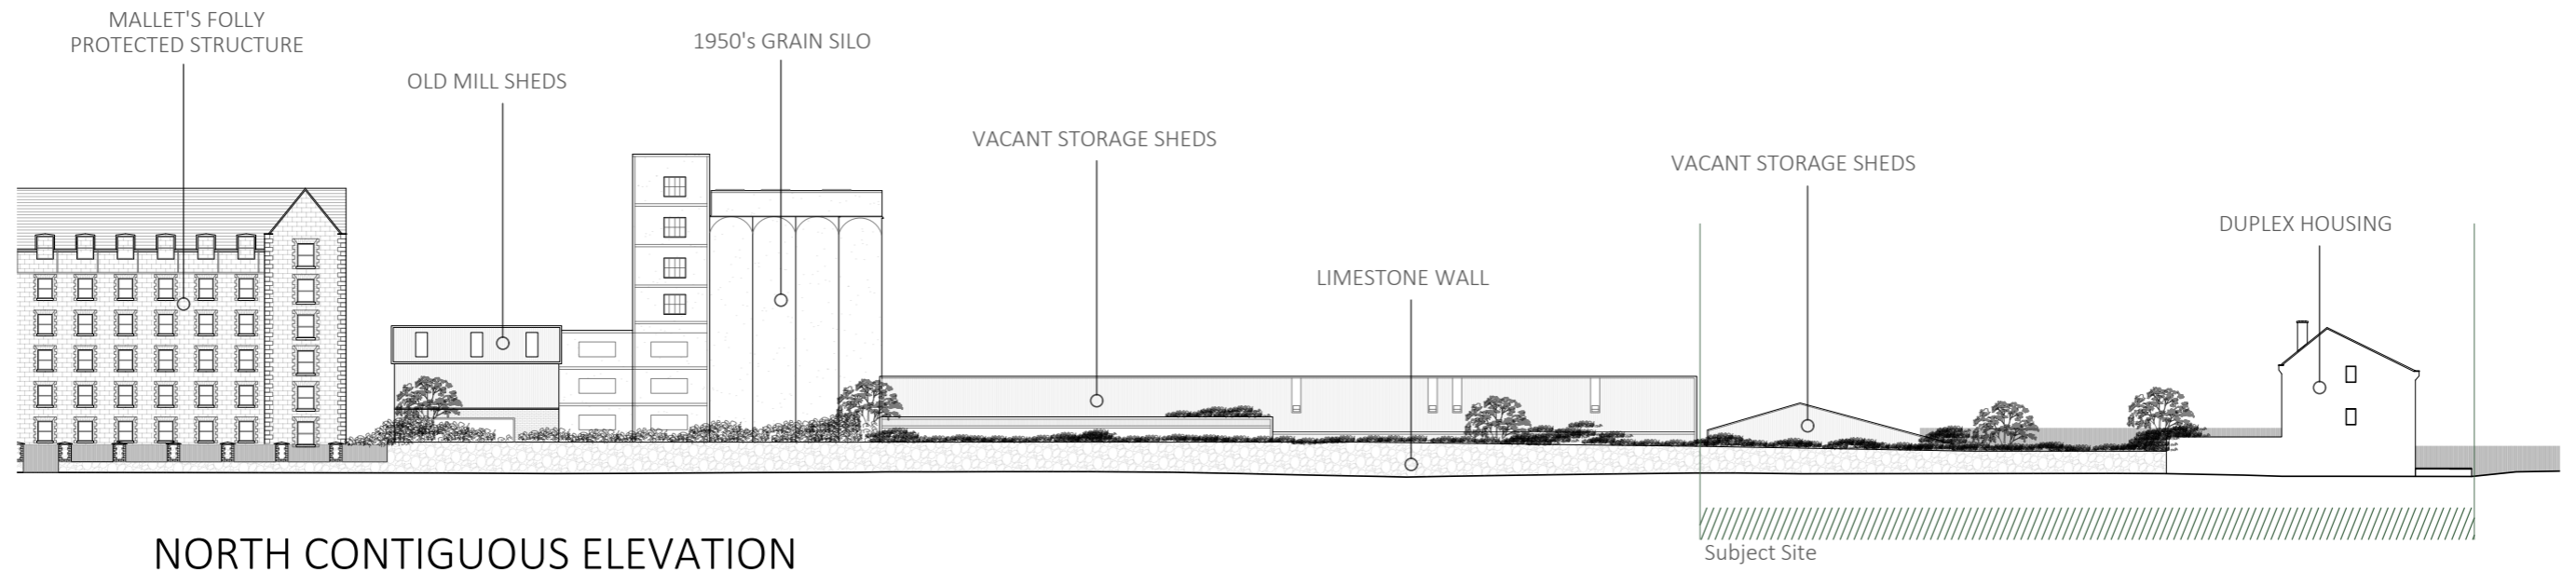 MALLET'S FOLLY
PROTECTED STRUCTURE
OLD MILL SHEDS
1950's GRAIN SILO
VACANT STORAGE SHEDS
LIMESTONE WALL
VACANT STORAGE SHEDS
DUPLEX HOUSING
Subject Site
NORTH CONTIGUOUS ELEVATION